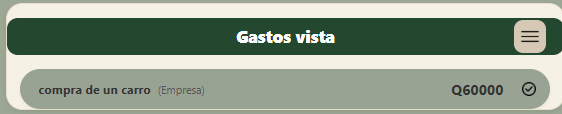 Gastos vista
compra de un carro (Empresa) Q60000